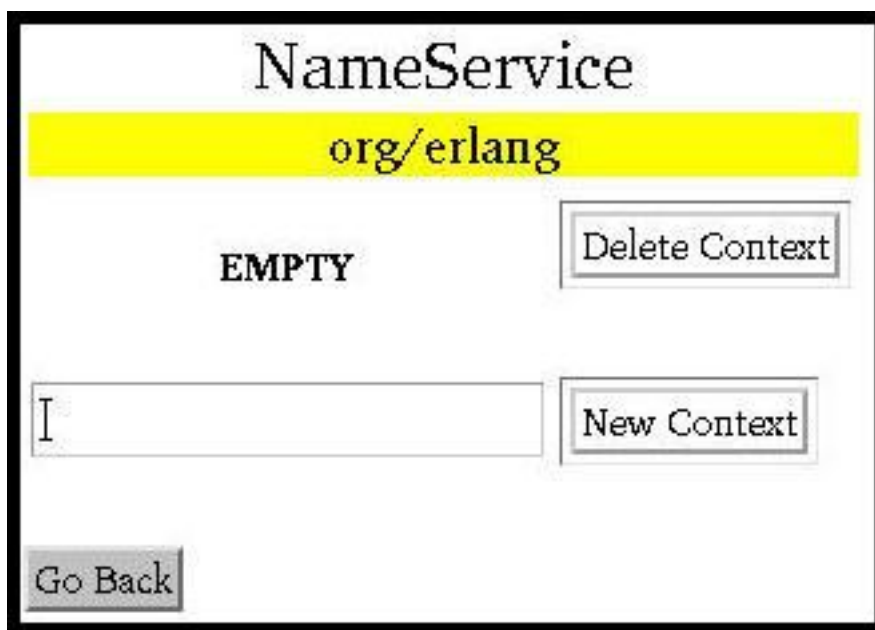 NameService
org/erlang
EMPTY
Delete Context
New Context
Go Back